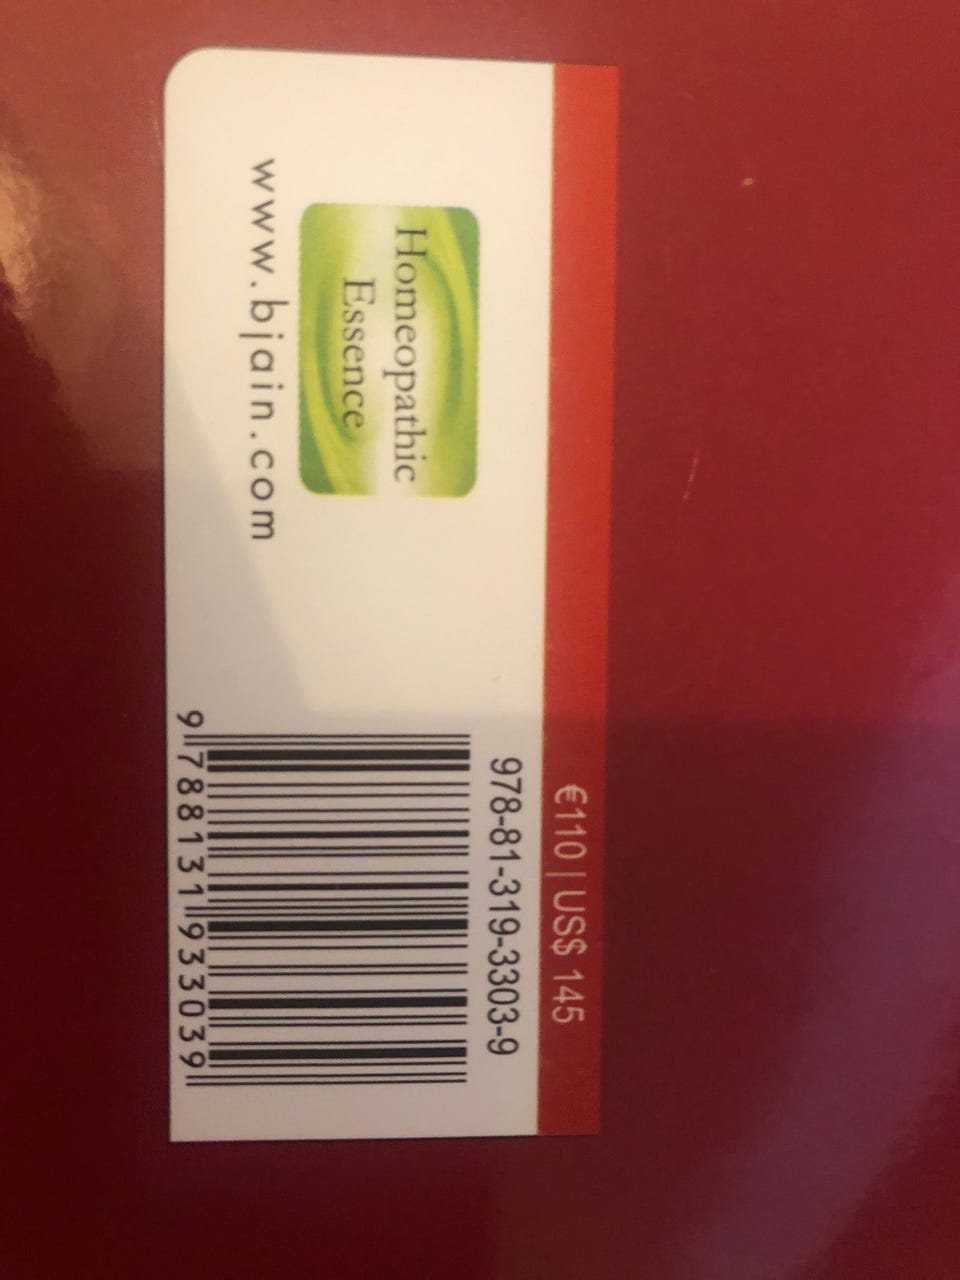 €110 | US$ 145
978-81-319-3303-9
9 788131 933039
Homeopathic
Essence
www.bjain.com